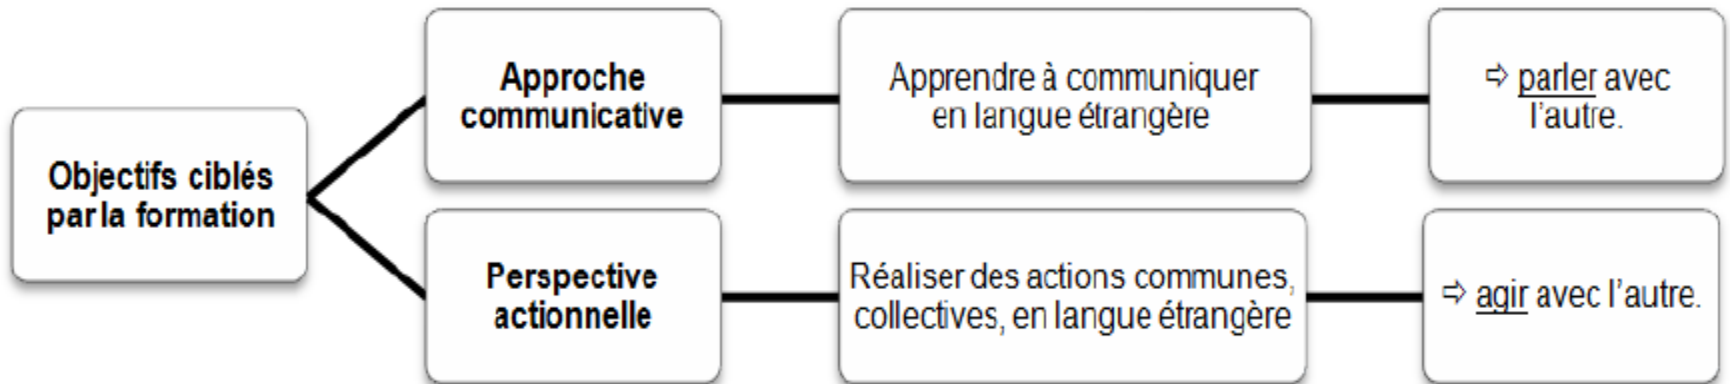 Objectifs ciblés
par la formation
Approche
communicative
Apprendre à communiquer
en langue étrangère
⇨ parler avec
l’autre.
Perspective
actionnelle
Réaliser des actions communes,
collectives, en langue étrangère
⇨ agir avec l’autre.